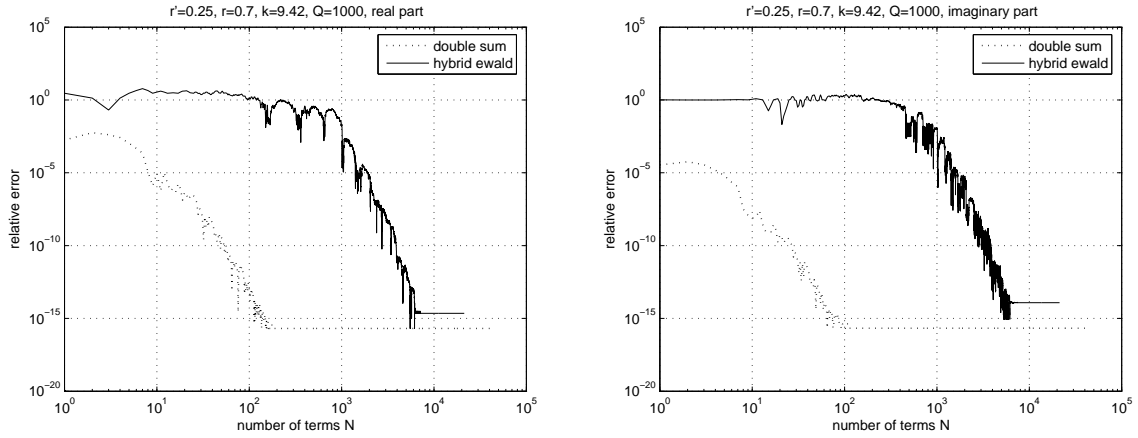 r'=0.25, r=0.7, k=9.42, Q=1000, real part
10^5
10^0
10^-5
10^-10
10^-15
10^-20
relative error
double sum
hybrid ewald
10^0 10^1 10^2 10^3 10^4 10^5
number of terms N
r'=0.25, r=0.7, k=9.42, Q=1000, imaginary part
10^5
10^0
10^-5
10^-10
10^-15
10^-20
relative error
double sum
hybrid ewald
10^0 10^1 10^2 10^3 10^4 10^5
number of terms N